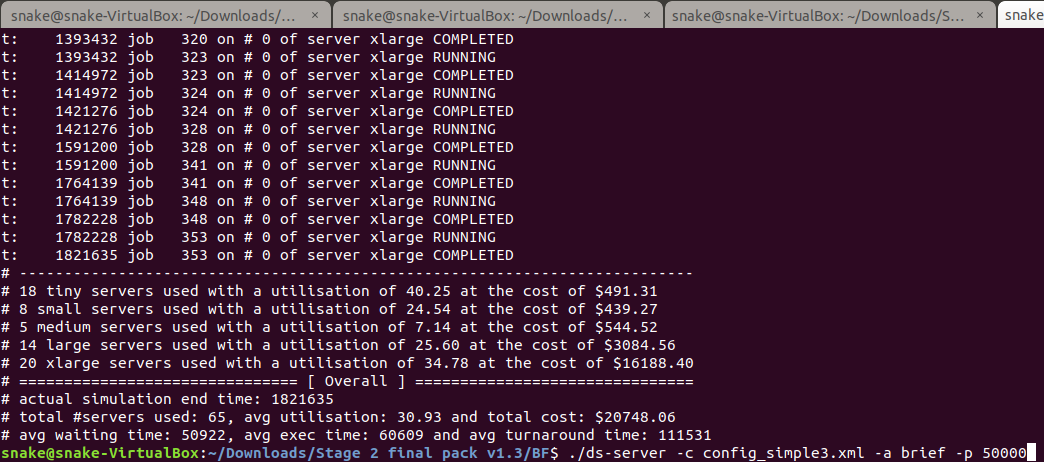 snake@snake-VirtualBox: ~/Downloads/... × snake@snake-VirtualBox: ~/Downloads/... × snake@snake-VirtualBox: ~/Downloads/S... × snake
t:    1393432 job   320 on # 0 of server xlarge COMPLETED
t:    1393432 job   323 on # 0 of server xlarge RUNNING
t:    1414972 job   323 on # 0 of server xlarge COMPLETED
t:    1414972 job   324 on # 0 of server xlarge RUNNING
t:    1421276 job   324 on # 0 of server xlarge COMPLETED
t:    1421276 job   328 on # 0 of server xlarge RUNNING
t:    1591200 job   328 on # 0 of server xlarge COMPLETED
t:    1591200 job   341 on # 0 of server xlarge RUNNING
t:    1764139 job   341 on # 0 of server xlarge COMPLETED
t:    1764139 job   348 on # 0 of server xlarge RUNNING
t:    1782228 job   348 on # 0 of server xlarge COMPLETED
t:    1782228 job   353 on # 0 of server xlarge RUNNING
t:    1821635 job   353 on # 0 of server xlarge COMPLETED
# ---------------------------------------------------------------------------
# 18 tiny servers used with a utilisation of 40.25 at the cost of $491.31
# 8 small servers used with a utilisation of 24.54 at the cost of $439.27
# 5 medium servers used with a utilisation of 7.14 at the cost of $544.52
# 14 large servers used with a utilisation of 25.60 at the cost of $3084.56
# 20 xlarge servers used with a utilisation of 34.78 at the cost of $16188.40
# =============================== [ Overall ] ===============================
# actual simulation end time: 1821635
# total #servers used: 65, avg utilisation: 30.93 and total cost: $20748.06
# avg waiting time: 50922, avg exec time: 60609 and avg turnaround time: 111531
snake@snake-VirtualBox:~/Downloads/Stage 2 final pack v1.3/BF$ ./ds-server -c config_simple3.xml -a brief -p 50000